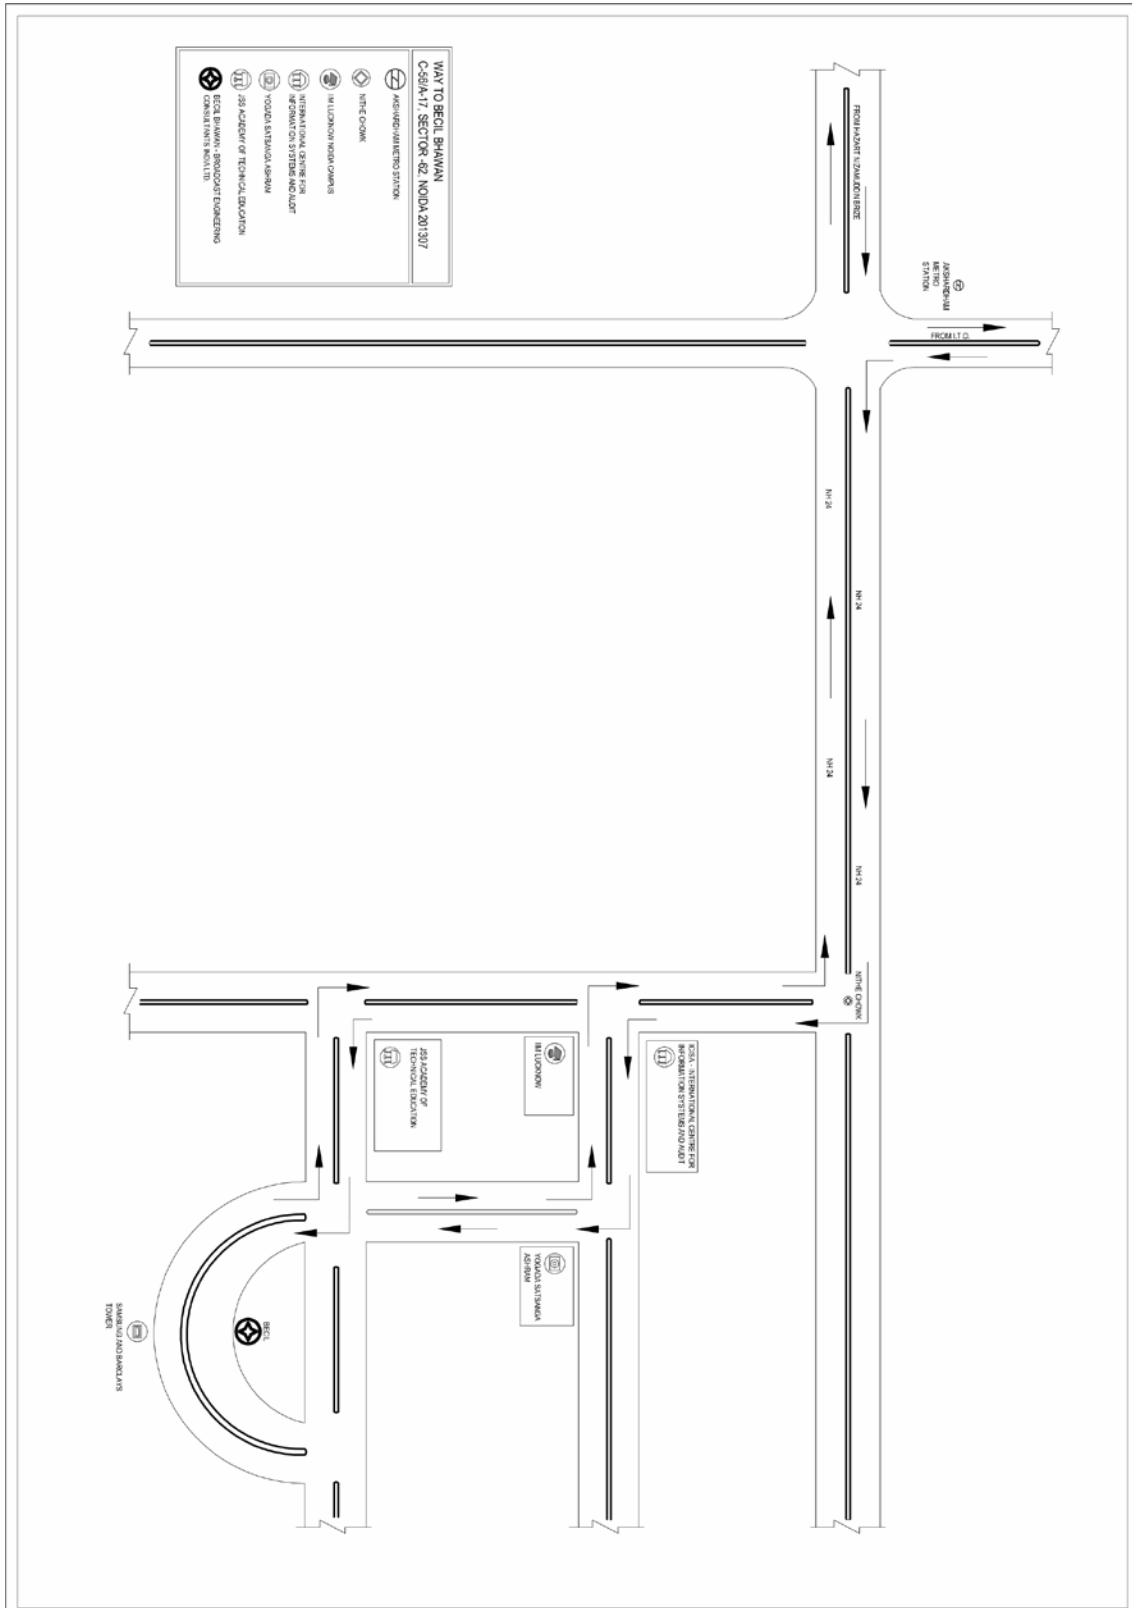 WAY TO BECIL BHAWAN
C-56/A-17, SECTOR -62, NOIDA 201307
AKSHARDHAM METRO STATION
NITHE CHOWK
IIM LUCKNOW NOIDA CAMPUS
INTERNATIONAL CENTRE FOR
INFORMATION SYSTEMS AND AUDIT
YOGADA SATSANGA ASHRAM
JSS ACADEMY OF TECHNICAL EDUCATION
BECIL BHAWAN - BROADCAST ENGINEERING
CONSULTANTS INDIA LTD.
FROM HAZART NIZAMUDDIN BRIZE
AKSHARDHAM
METRO
STATION
FROM I.T.O.
NH 24
NH 24
NH 24
NH 24
NITHE CHOWK
ICISA - INTERNATIONAL CENTRE FOR
INFORMATION SYSTEMS AND AUDIT
IIM LUCKNOW
JSS ACADEMY OF
TECHNICAL EDUCATION
YOGADA SATSANGA
ASHRAM
BECIL
SAMSUNG AND BARCLAYS
TOWER